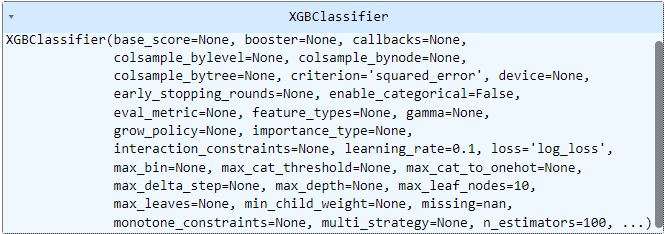 XGBClassifier
XGBClassifier(base_score=None, booster=None, callbacks=None,
colsample_bylevel=None, colsample_bynode=None,
colsample_bytree=None, criterion='squared_error', device=None,
early_stopping_rounds=None, enable_categorical=False,
eval_metric=None, feature_types=None, gamma=None,
grow_policy=None, importance_type=None,
interaction_constraints=None, learning_rate=0.1, loss='log_loss',
max_bin=None, max_cat_threshold=None, max_cat_to_onehot=None,
max_delta_step=None, max_depth=None, max_leaf_nodes=10,
max_leaves=None, min_child_weight=None, missing=nan,
monotone_constraints=None, multi_strategy=None, n_estimators=100, ...)